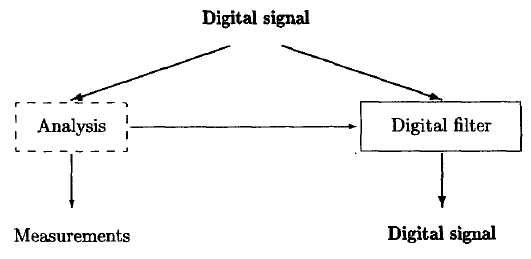 Digital signal
Analysis
Digital filter
Measurements
Digital signal